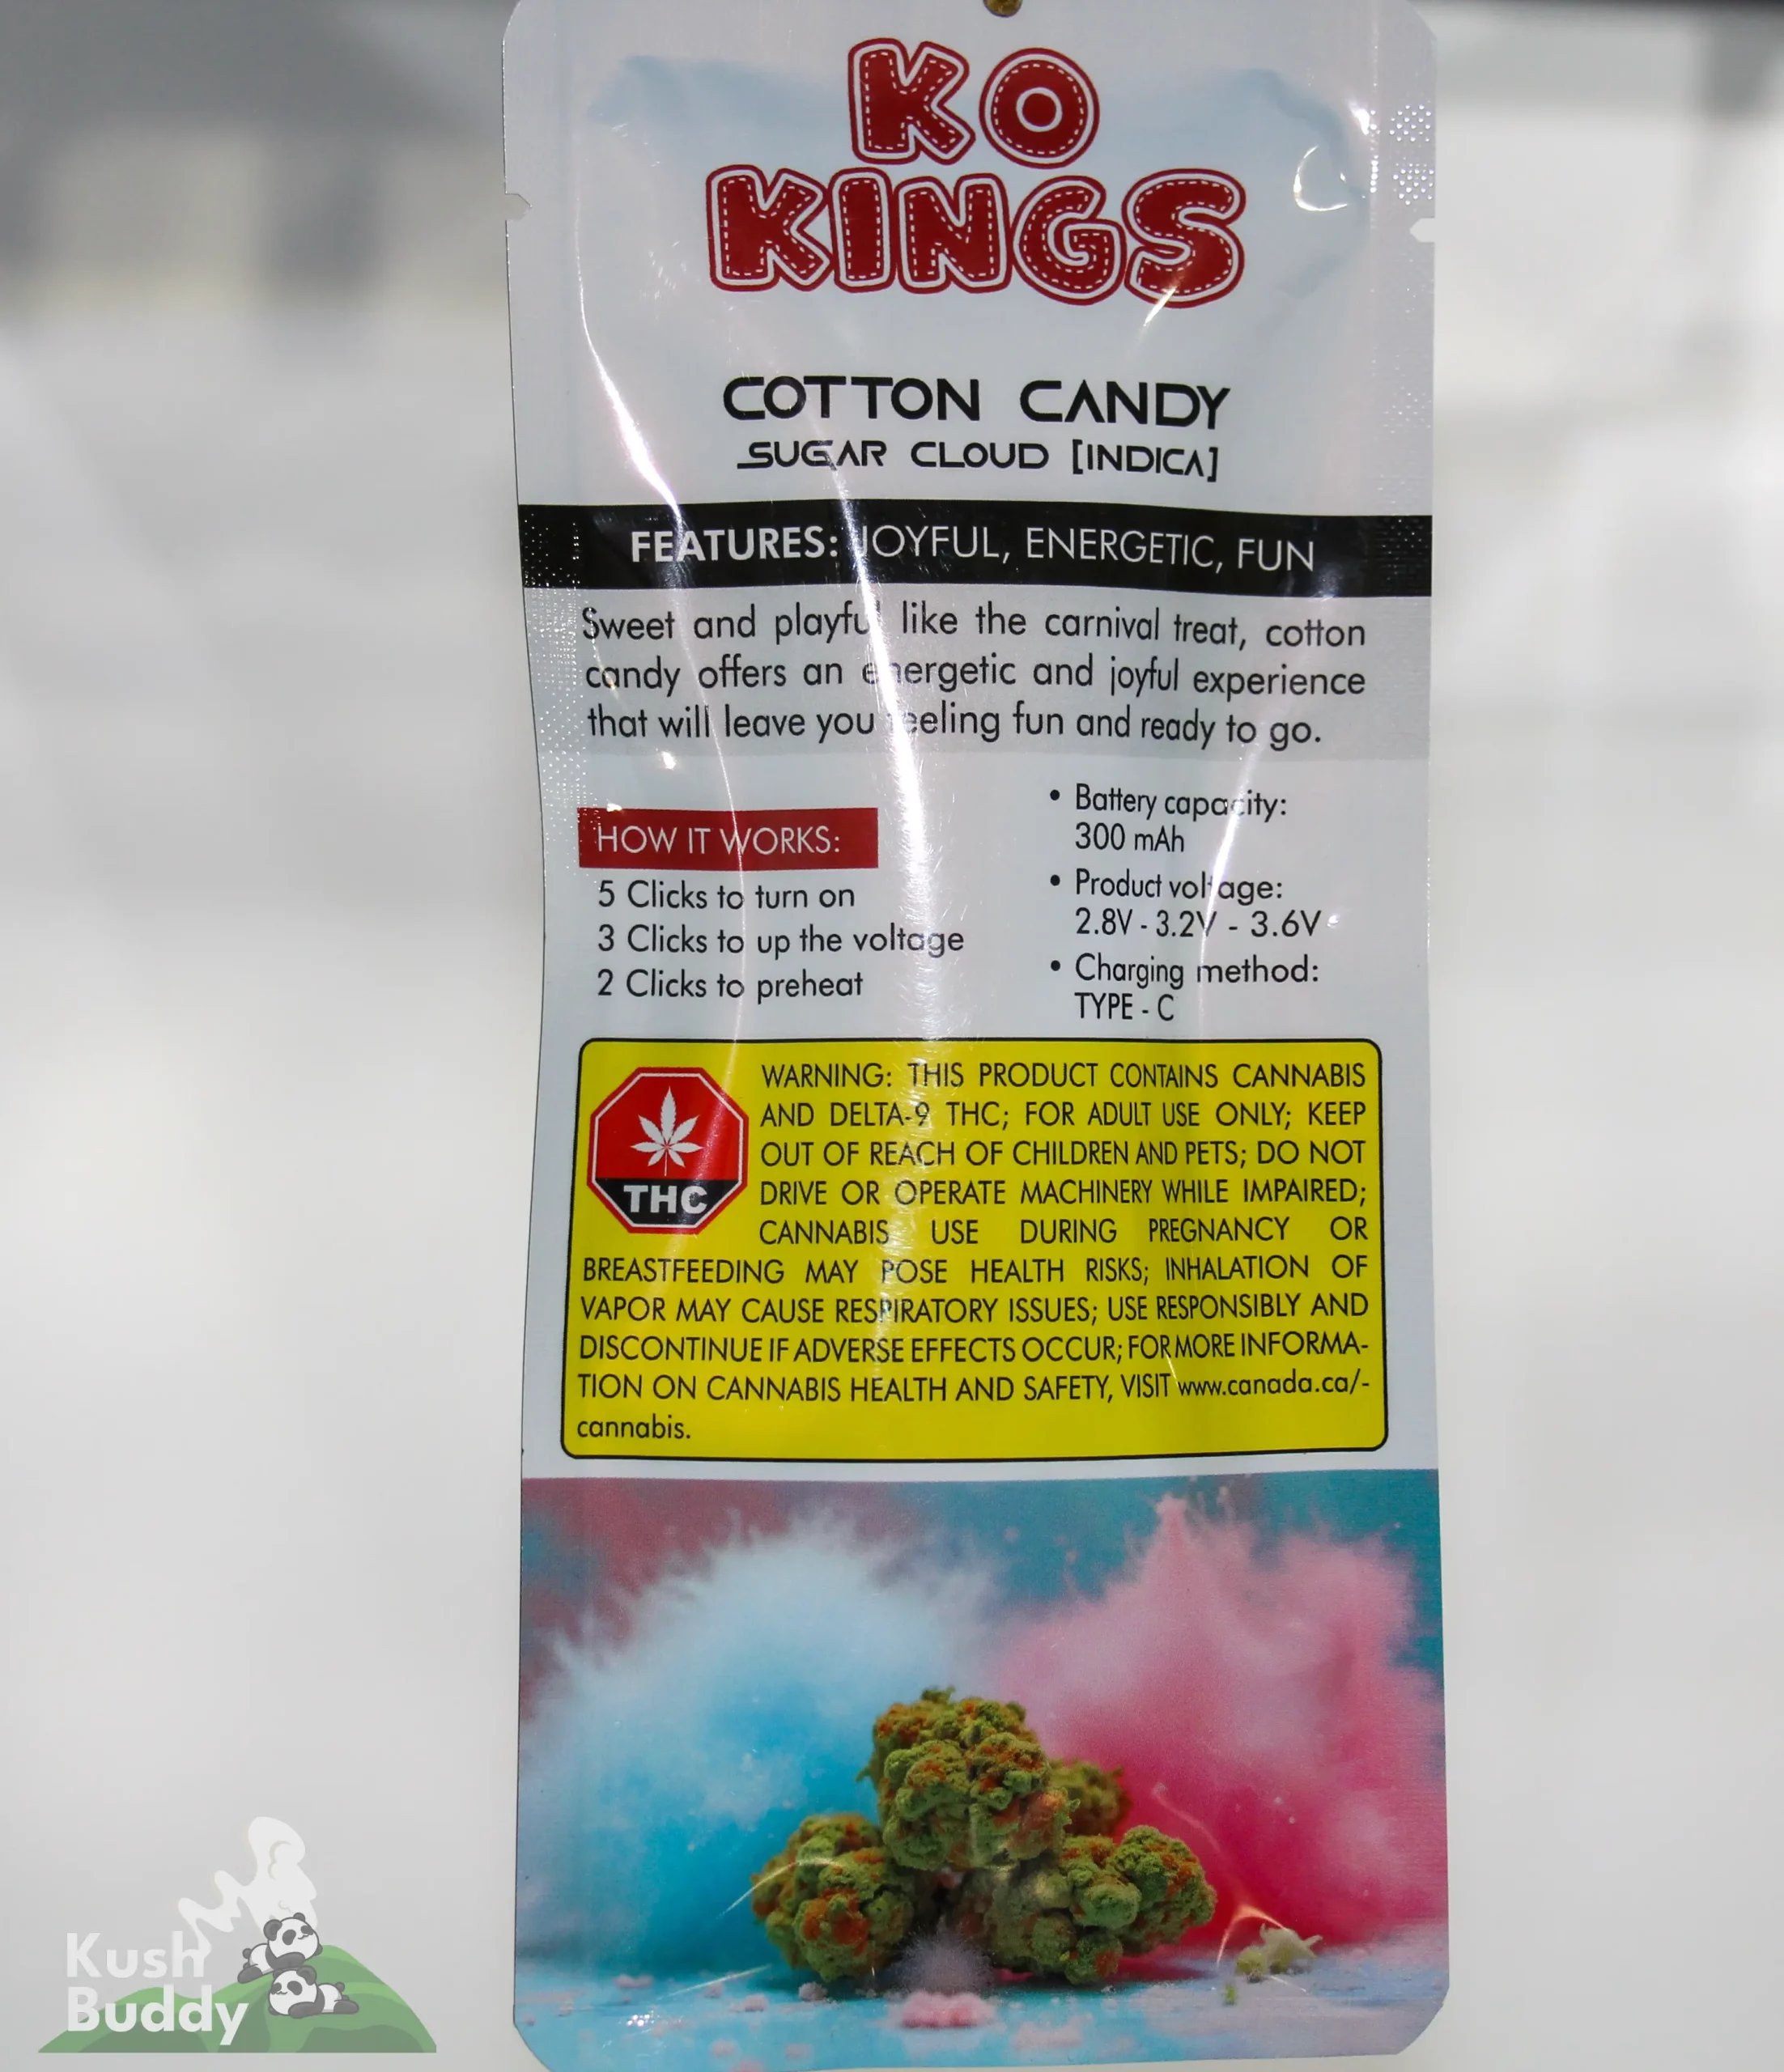 KO
KINGS
COTTON CANDY
SUGAR CLOUD [INDICA]
FEATURES: JOYFUL, ENERGETIC, FUN
Sweet and playful like the carnival treat, cotton
candy offers an energetic and joyful experience
that will leave you feeling fun and ready to go.
HOW IT WORKS:
5 Clicks to turn on
3 Clicks to up the voltage
2 Clicks to preheat
• Battery capacity:
300 mAh
• Product voltage:
2.8V - 3.2V - 3.6V
• Charging method:
TYPE - C
THC
WARNING: THIS PRODUCT CONTAINS CANNABIS
AND DELTA-9 THC; FOR ADULT USE ONLY; KEEP
OUT OF REACH OF CHILDREN AND PETS; DO NOT
DRIVE OR OPERATE MACHINERY WHILE IMPAIRED;
CANNABIS USE DURING PREGNANCY OR
BREASTFEEDING MAY POSE HEALTH RISKS; INHALATION OF
VAPOR MAY CAUSE RESPIRATORY ISSUES; USE RESPONSIBLY AND
DISCONTINUE IF ADVERSE EFFECTS OCCUR; FOR MORE INFORMA-
TION ON CANNABIS HEALTH AND SAFETY, VISIT www.canada.ca/-
cannabis.
Kush
Buddy